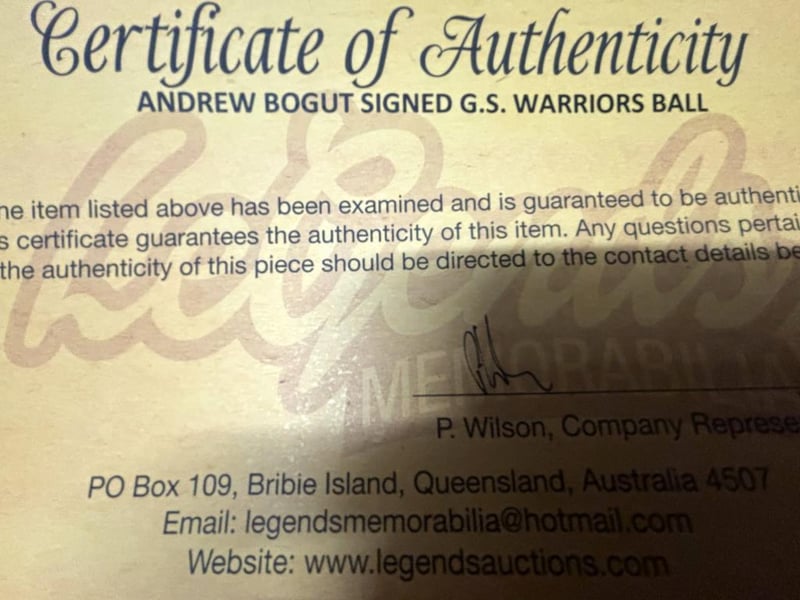 Certificate of Authenticity
ANDREW BOGUT SIGNED G.S. WARRIORS BALL
Legends
MEMORABILIA
he item listed above has been examined and is guaranteed to be authenti
s certificate guarantees the authenticity of this item. Any questions pertai
the authenticity of this piece should be directed to the contact details be
P. Wilson, Company Represe
PO Box 109, Bribie Island, Queensland, Australia 4507
Email: legendsmemorabilia@hotmail.com
Website: www.legendsauctions.com